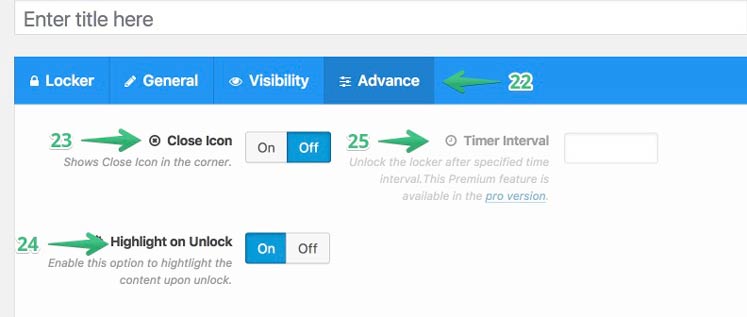 Enter title here
Locker General Visibility Advance 22
23 Close Icon On Off 25 Timer Interval
Shows Close Icon in the corner. Unlock the locker after specified time
interval.This Premium feature is
available in the pro version.
24 Highlight on Unlock On Off
Enable this option to hightlight the
content upon unlock.